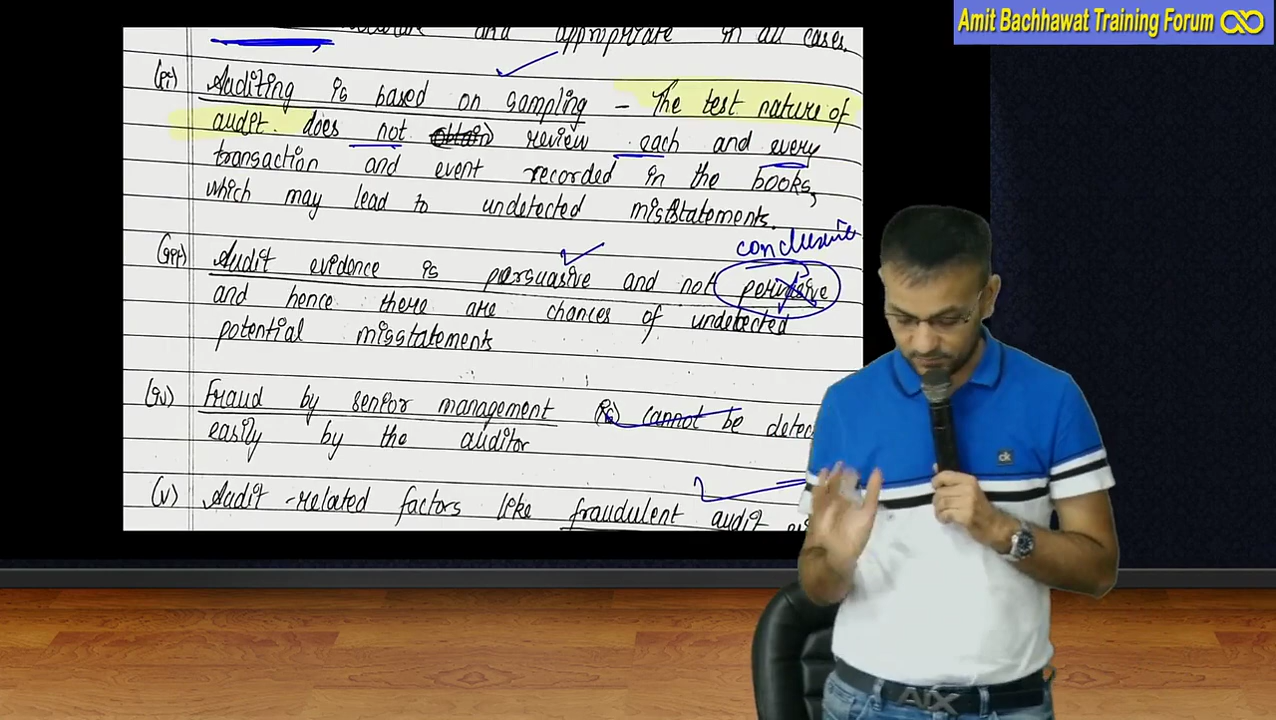 Amit Bachhawat Training Forum
and appropriate in all cases.
(ii) Auditing is based on sampling - The test nature of
audit. does not obtain review each and every
transaction and event recorded in the books,
which may lead to undetected misstatements.
conclusive
(iii) Audit evidence is persuasive and not
and hence there are chances of undetected
potential misstatements
(iv) Fraud by senior management is cannot be detec
easily by the auditor
(v) Audit-related factors like fraudulent audit
AIX